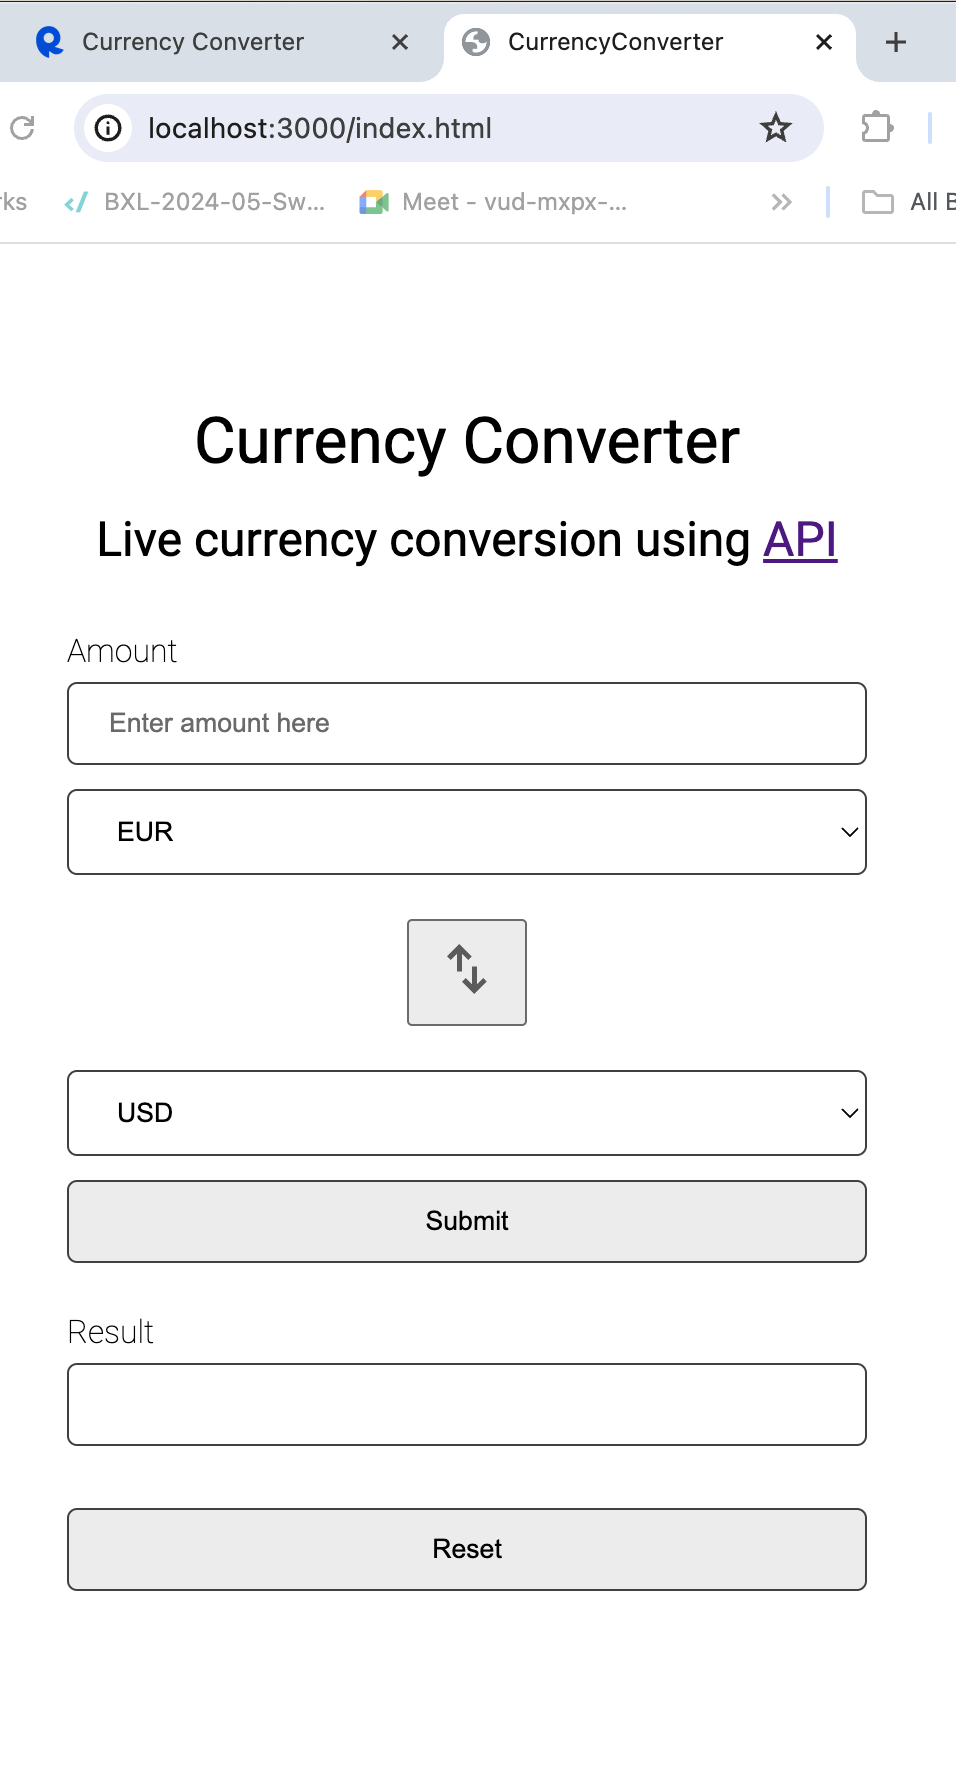 Currency Converter
CurrencyConverter
localhost:3000/index.html
rks
BXL-2024-05-Sw...
Meet - vud-mxpx-...
All B
Currency Converter
Live currency conversion using API
Amount
Enter amount here
EUR
USD
Submit
Result
Reset